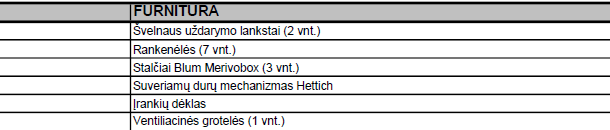 FURNITŪRA
Švelnaus uždarymo lankstai (2 vnt.)
Rankenėlės (7 vnt.)
Stalčiai Blum Merivobox (3 vnt.)
Suveriamų durų mechanizmas Hettich
Įrankių dėklas
Ventiliacinės grotelės (1 vnt.)